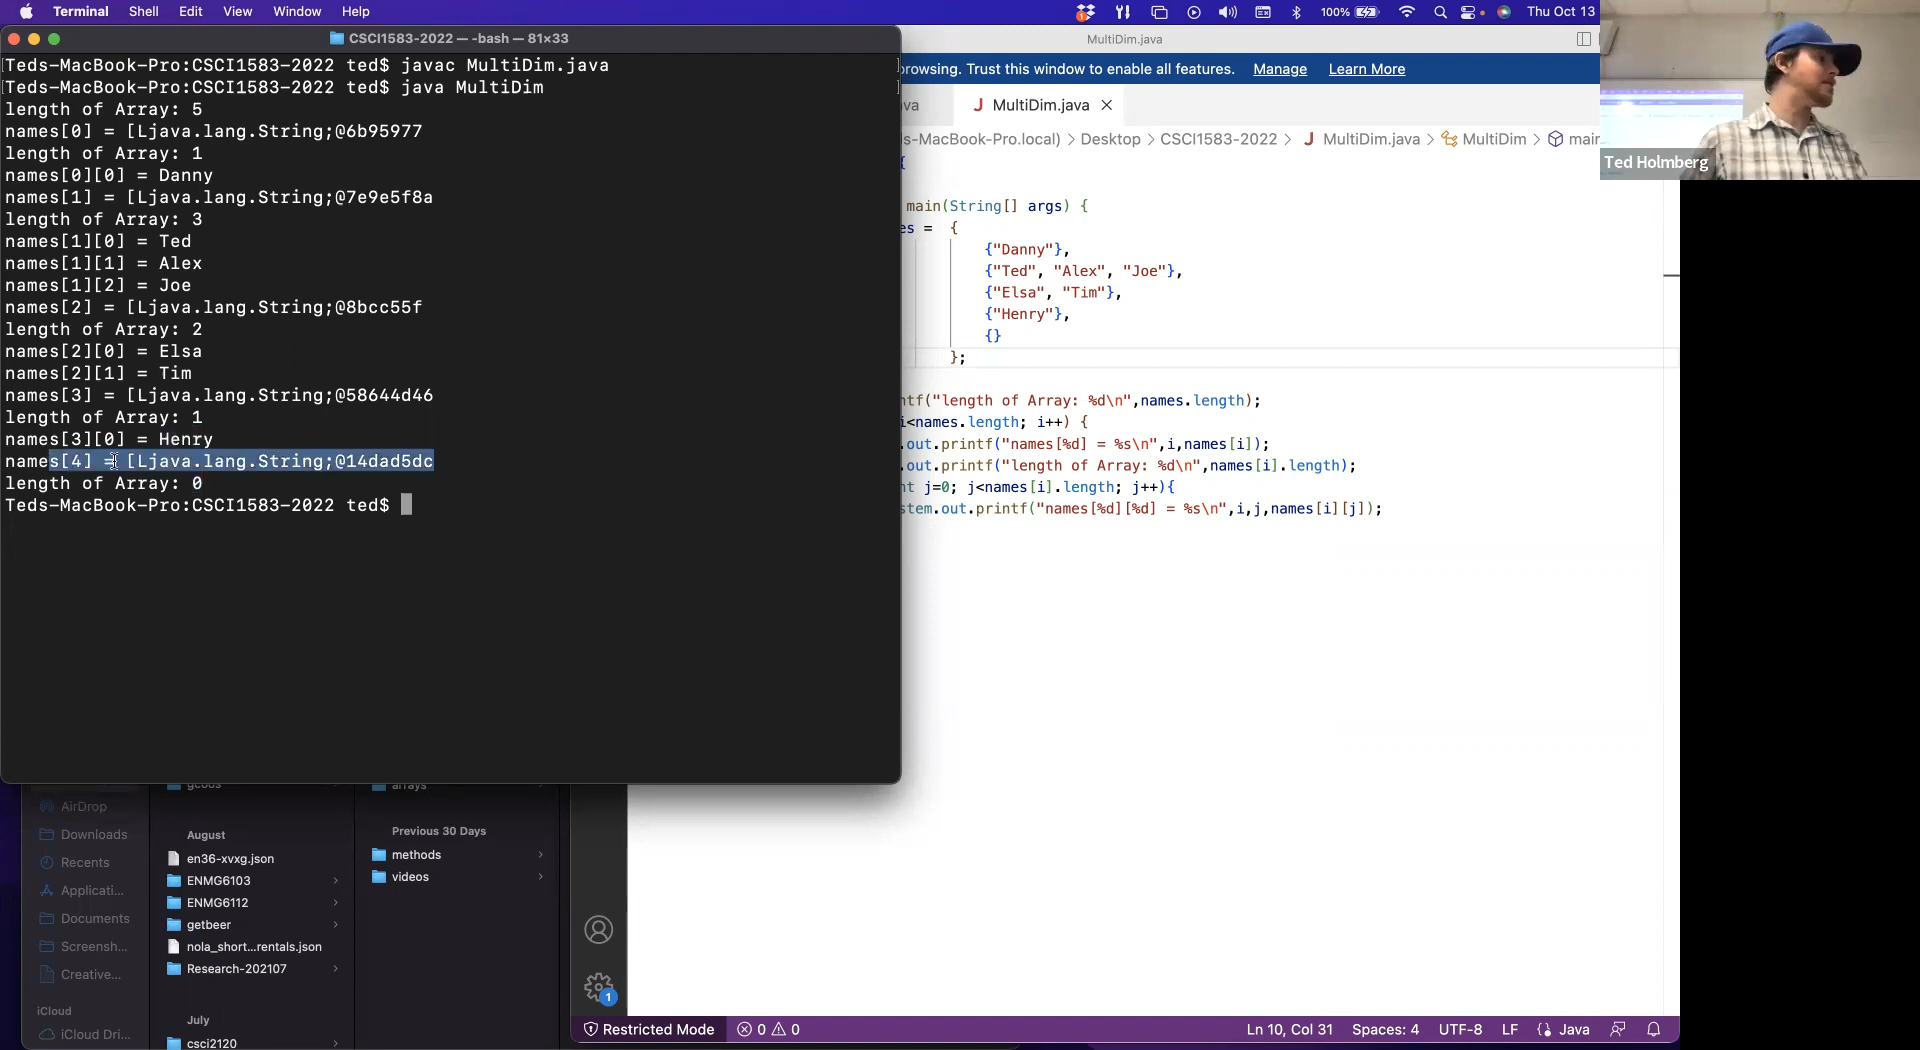 Terminal Shell Edit View Window Help 100% Thu Oct 13
CSCI1583-2022 — -bash — 81×33
Teds-MacBook-Pro:CSCI1583-2022 ted$ javac MultiDim.java
Teds-MacBook-Pro:CSCI1583-2022 ted$ java MultiDim
length of Array: 5
names[0] = [Ljava.lang.String;@6b95977
length of Array: 1
names[0][0] = Danny
names[1] = [Ljava.lang.String;@7e9e5f8a
length of Array: 3
names[1][0] = Ted
names[1][1] = Alex
names[1][2] = Joe
names[2] = [Ljava.lang.String;@8bcc55f
length of Array: 2
names[2][0] = Elsa
names[2][1] = Tim
names[3] = [Ljava.lang.String;@58644d46
length of Array: 1
names[3][0] = Henry
names[4] = [Ljava.lang.String;@14dad5dc
length of Array: 0
Teds-MacBook-Pro:CSCI1583-2022 ted$
MultiDim.java
rowsing. Trust this window to enable all features. Manage Learn More
va J MultiDim.java ×
ds-MacBook-Pro.local) > Desktop > CSCI1583-2022 > J MultiDim.java > MultiDim > main
{
main(String[] args) {
es = {
{"Danny"},
{"Ted", "Alex", "Joe"},
{"Elsa", "Tim"},
{"Henry"},
{}
};
ntf("length of Array: %d\n",names.length);
i<names.length; i++) {
.out.printf("names[%d] = %s\n",i,names[i]);
.out.printf("length of Array: %d\n",names[i].length);
nt j=0; j<names[i].length; j++){
stem.out.printf("names[%d][%d] = %s\n",i,j,names[i][j]);
Ted Holmberg
AirDrop
Downloads
Recents
Applicati...
Documents
Screensh...
Creative...
iCloud
iCloud Dri...
gcods
August
en36-xvxg.json
ENMG6103
ENMG6112
getbeer
nola_short...rentals.json
Research-202107
July
csci2120
arrays
Previous 30 Days
methods
videos
1
Restricted Mode 0 0 Ln 10, Col 31 Spaces: 4 UTF-8 LF Java